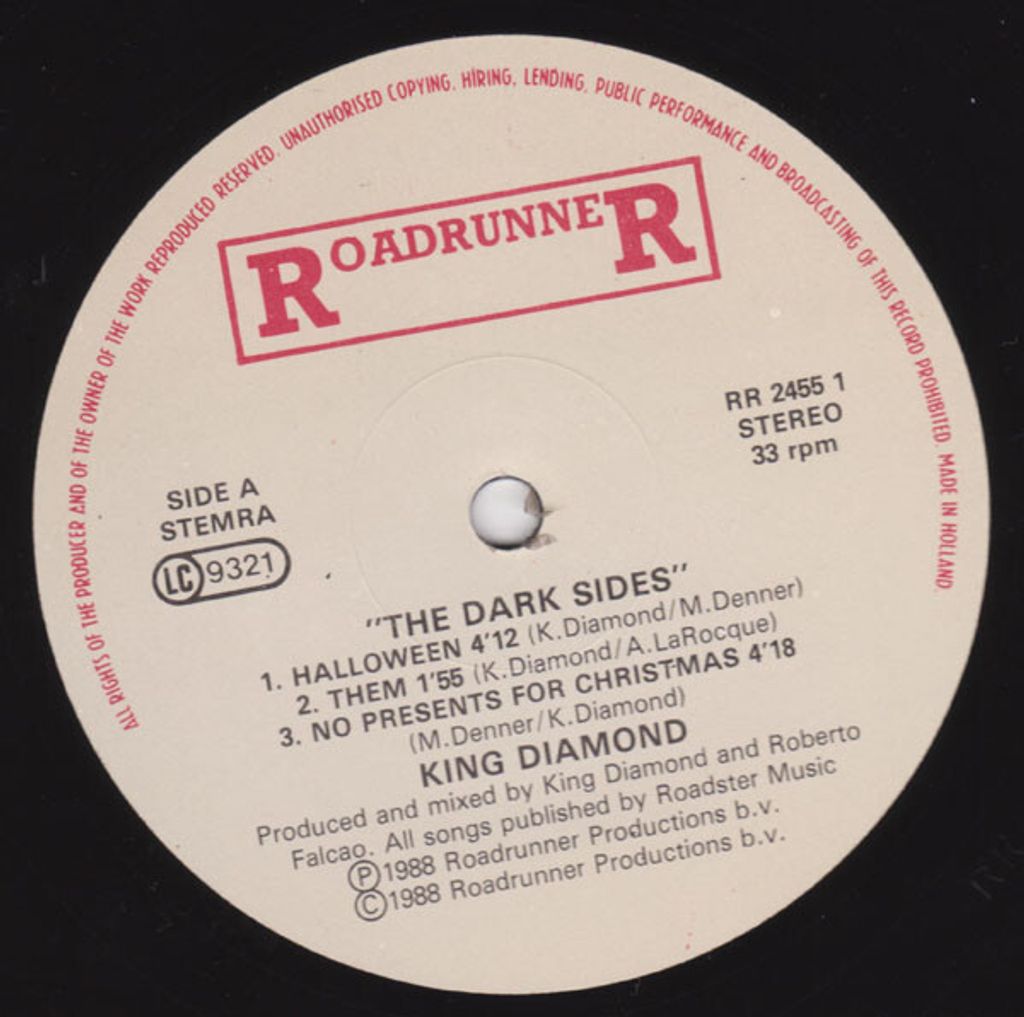 ALL RIGHTS OF THE PRODUCER AND OF THE OWNER OF THE WORK REPRODUCED RESERVED. UNAUTHORISED COPYING, HIRING, LENDING, PUBLIC PERFORMANCE AND BROADCASTING OF THIS RECORD PROHIBITED. MADE IN HOLLAND.
ROADRUNNER
RR 2455 1
STEREO
33 rpm
SIDE A
STEMRA
LC 9321
"THE DARK SIDES"
1. HALLOWEEN 4'12 (K.Diamond/M.Denner)
2. THEM 1'55 (K.Diamond/A.LaRocque)
3. NO PRESENTS FOR CHRISTMAS 4'18
(M.Denner/K.Diamond)
KING DIAMOND
Produced and mixed by King Diamond and Roberto
Falcao. All songs published by Roadster Music
Ⓟ1988 Roadrunner Productions b.v.
©1988 Roadrunner Productions b.v.